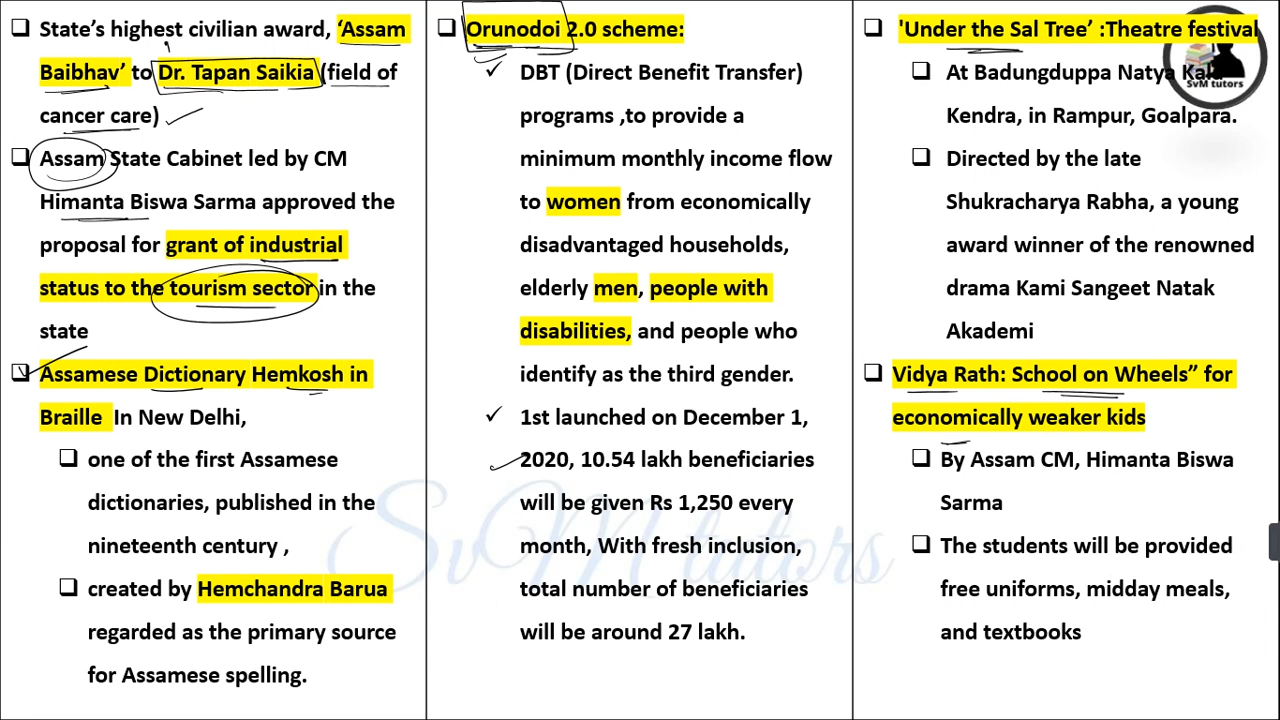 ❑ State’s highest civilian award, ‘Assam
Baibhav’ to Dr. Tapan Saikia (field of
cancer care)
❑ Assam State Cabinet led by CM
Himanta Biswa Sarma approved the
proposal for grant of industrial
status to the tourism sector in the
state
❑ Assamese Dictionary Hemkosh in
Braille In New Delhi,
❑ one of the first Assamese
dictionaries, published in the
nineteenth century ,
❑ created by Hemchandra Barua
regarded as the primary source
for Assamese spelling.
❑ Orunodoi 2.0 scheme:
✓ DBT (Direct Benefit Transfer)
programs ,to provide a
minimum monthly income flow
to women from economically
disadvantaged households,
elderly men, people with
disabilities, and people who
identify as the third gender.
✓ 1st launched on December 1,
2020, 10.54 lakh beneficiaries
will be given Rs 1,250 every
month, With fresh inclusion,
total number of beneficiaries
will be around 27 lakh.
❑ 'Under the Sal Tree’ :Theatre festival
❑ At Badungduppa Natya Kala
Kendra, in Rampur, Goalpara.
❑ Directed by the late
Shukracharya Rabha, a young
award winner of the renowned
drama Kami Sangeet Natak
Akademi
❑ Vidya Rath: School on Wheels” for
economically weaker kids
❑ By Assam CM, Himanta Biswa
Sarma
❑ The students will be provided
free uniforms, midday meals,
and textbooks
SvM tutors
SvM tutors